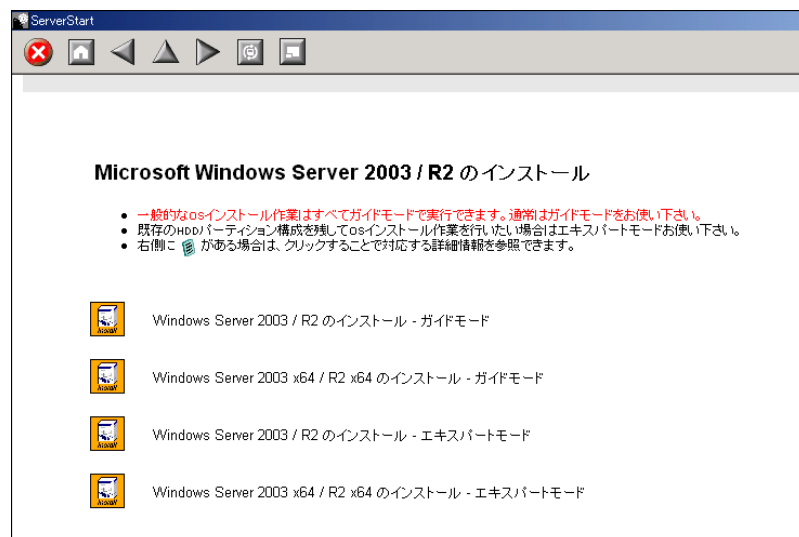 ServerStart
Microsoft Windows Server 2003 / R2 のインストール
● 一般的なOSインストール作業はすべてガイドモードで実行できます。通常はガイドモードをお使い下さい。
● 既存のHDDパーティション構成を残してOSインストール作業を行いたい場合はエキスパートモードお使い下さい。
● 右側に がある場合は、クリックすることで対応する詳細情報を参照できます。
Install
Windows Server 2003 / R2 のインストール - ガイドモード
Install
Windows Server 2003 x64 / R2 x64 のインストール - ガイドモード
Install
Windows Server 2003 / R2 のインストール - エキスパートモード
Install
Windows Server 2003 x64 / R2 x64 のインストール - エキスパートモード